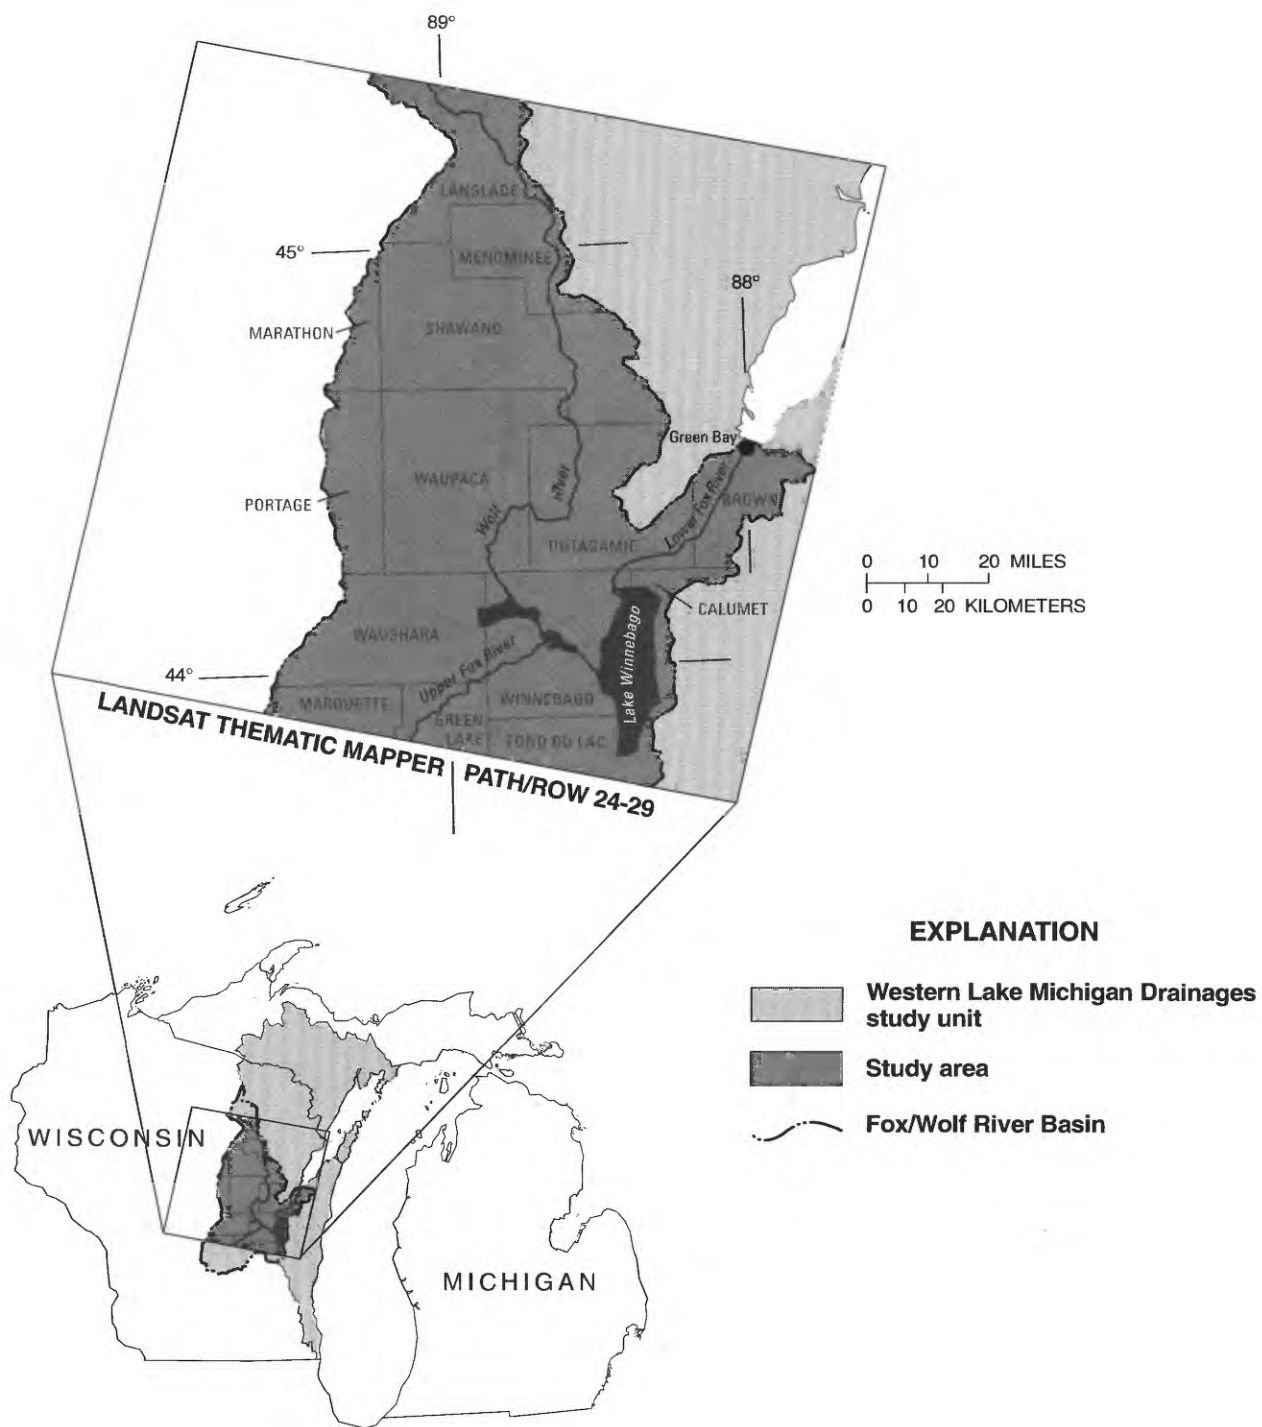 89°
LANGLADE
45°
MENOMINEE
88°
MARATHON
SHAWANO
Green Bay
WAUPACA
River
PORTAGE
BROWN
Wolf
Lower Fox River
OUTAGAMIE
0 10 20 MILES
0 10 20 KILOMETERS
CALUMET
WAUSHARA
Lake Winnebago
Upper Fox River
44°
MARQUETTE
WINNEBAGO
GREEN
LAKE
FOND DU LAC
LANDSAT THEMATIC MAPPER PATH/ROW 24-29
EXPLANATION
Western Lake Michigan Drainages
study unit
Study area
Fox/Wolf River Basin
WISCONSIN
MICHIGAN